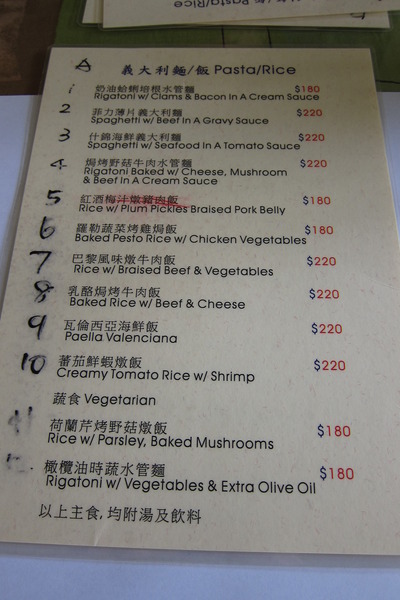 Pasta/Rice
A 義大利麵/飯 Pasta/Rice
1 奶油蛤蜊培根水管麵 $180
Rigatoni w/ Clams & Bacon In A Cream Sauce
2 菲力薄片義大利麵 $220
Spaghetti w/ Beef In A Gravy Sauce
3 什錦海鮮義大利麵 $220
Spaghetti w/ Seafood In A Tomato Sauce
4 焗烤野菇牛肉水管麵 $220
Rigatoni Baked w/ Cheese, Mushroom
& Beef In A Cream Sauce
5 紅酒梅汁燉豬肉飯 $180
Rice w/ Plum Pickles Braised Pork Belly
6 羅勒蔬菜烤雞焗飯 $180
Baked Pesto Rice w/ Chicken Vegetables
7 巴黎風味燉牛肉飯 $220
Rice w/ Braised Beef & Vegetables
8 乳酪焗烤牛肉飯 $220
Baked Rice w/ Beef & Cheese
9 瓦倫西亞海鮮飯 $220
Paella Valenciana
10 蕃茄鮮蝦燉飯 $220
Creamy Tomato Rice w/ Shrimp
蔬食 Vegetarian
荷蘭芹烤野菇燉飯 $180
Rice w/ Parsley, Baked Mushrooms
橄欖油時蔬水管麵 $180
Rigatoni w/ Vegetables & Extra Olive Oil
以上主食,均附湯及飲料